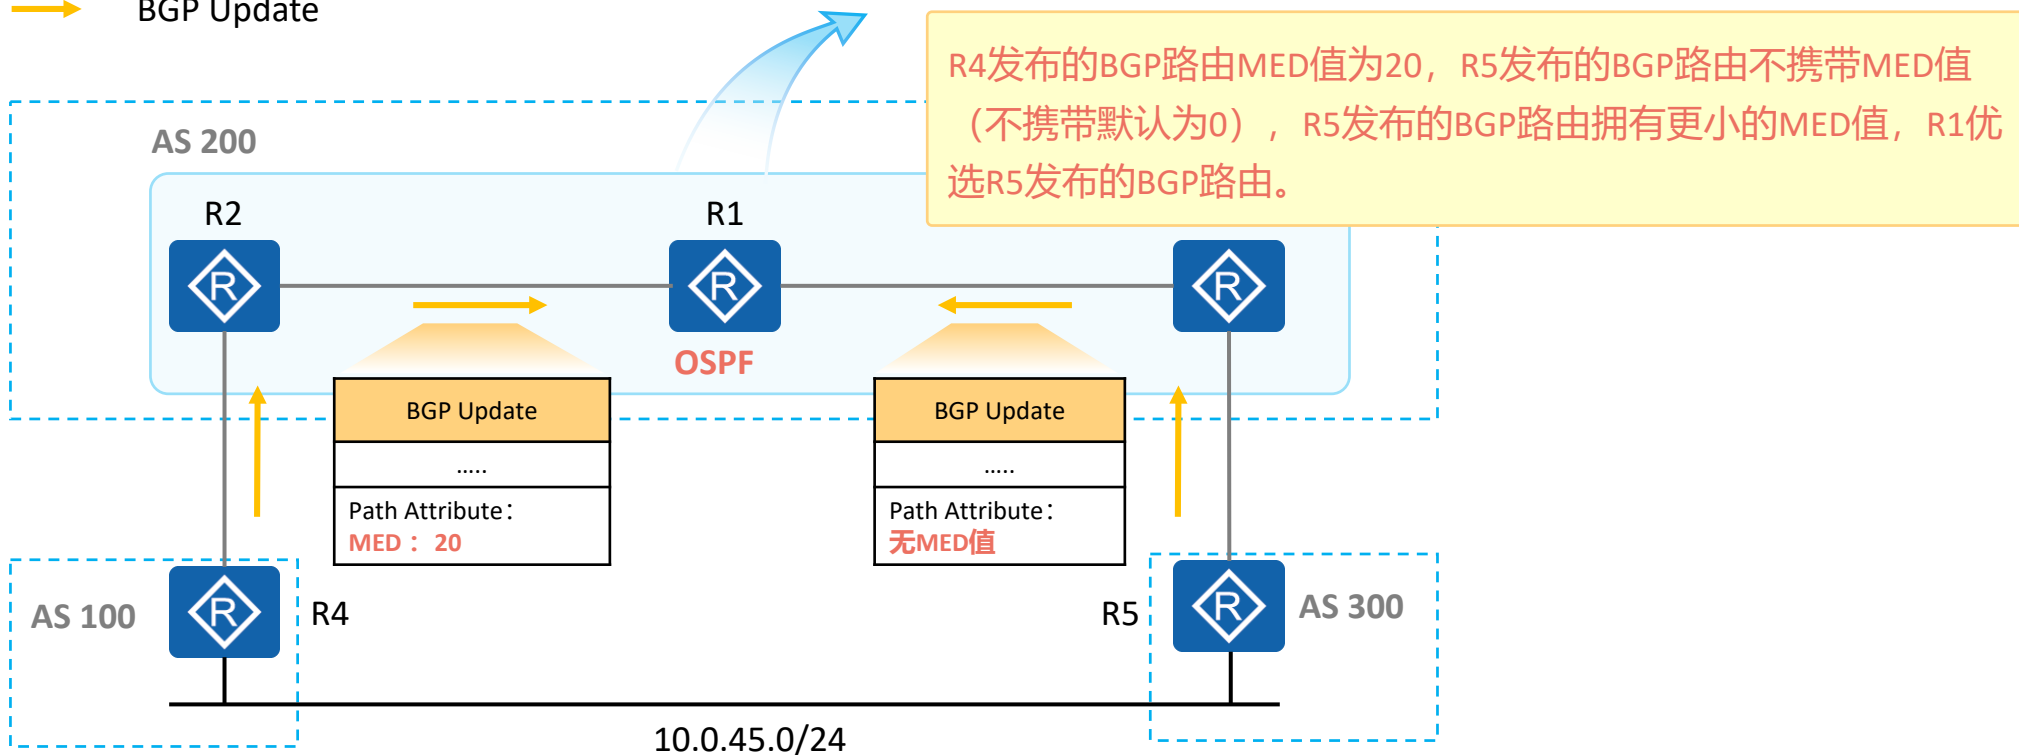 BGP Update
R4发布的BGP路由MED值为20，R5发布的BGP路由不携带MED值
（不携带默认为0），R5发布的BGP路由拥有更小的MED值，R1优
选R5发布的BGP路由。
AS 200
R2
R1
R
R
R
OSPF
BGP Update
.....
Path Attribute：
MED： 20
BGP Update
.....
Path Attribute：
无MED值
AS 100
R
R4
R5
R
AS 300
10.0.45.0/24